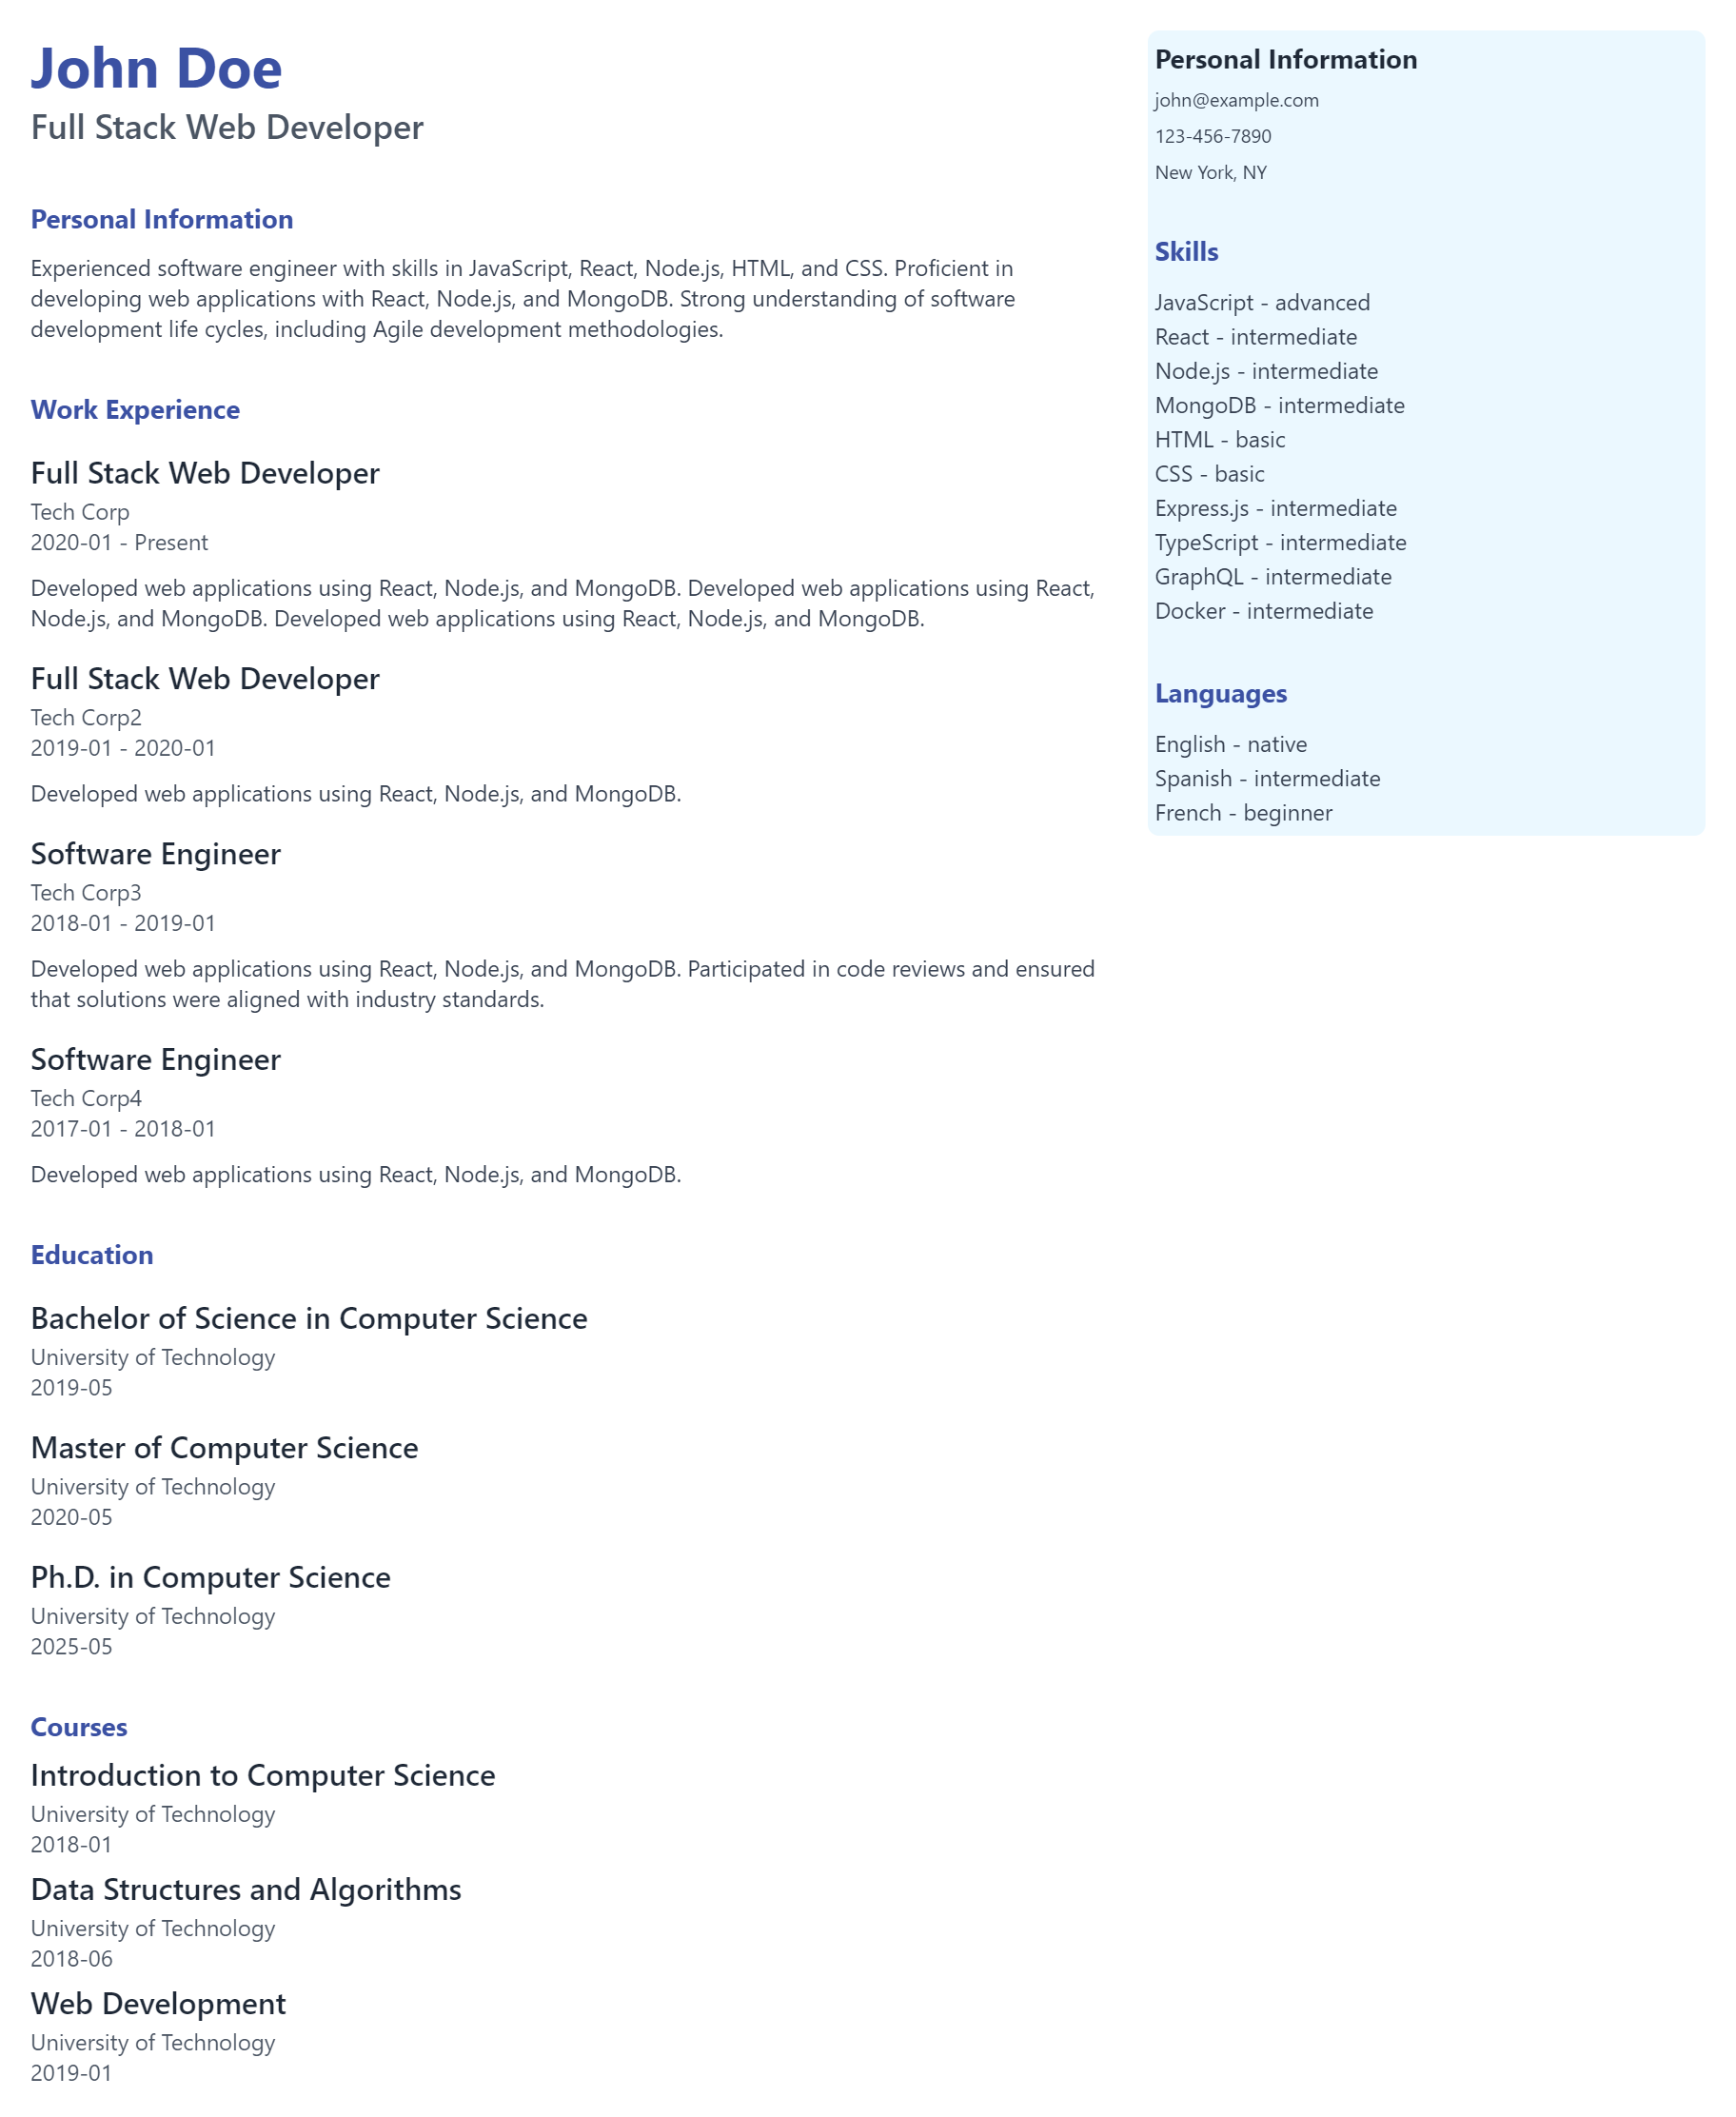 John Doe
Full Stack Web Developer
Personal Information
Experienced software engineer with skills in JavaScript, React, Node.js, HTML, and CSS. Proficient in
developing web applications with React, Node.js, and MongoDB. Strong understanding of software
development life cycles, including Agile development methodologies.
Work Experience
Full Stack Web Developer
Tech Corp
2020-01 - Present
Developed web applications using React, Node.js, and MongoDB. Developed web applications using React,
Node.js, and MongoDB. Developed web applications using React, Node.js, and MongoDB.
Full Stack Web Developer
Tech Corp2
2019-01 - 2020-01
Developed web applications using React, Node.js, and MongoDB.
Software Engineer
Tech Corp3
2018-01 - 2019-01
Developed web applications using React, Node.js, and MongoDB. Participated in code reviews and ensured
that solutions were aligned with industry standards.
Software Engineer
Tech Corp4
2017-01 - 2018-01
Developed web applications using React, Node.js, and MongoDB.
Education
Bachelor of Science in Computer Science
University of Technology
2019-05
Master of Computer Science
University of Technology
2020-05
Ph.D. in Computer Science
University of Technology
2025-05
Courses
Introduction to Computer Science
University of Technology
2018-01
Data Structures and Algorithms
University of Technology
2018-06
Web Development
University of Technology
2019-01
Personal Information
john@example.com
123-456-7890
New York, NY
Skills
JavaScript - advanced
React - intermediate
Node.js - intermediate
MongoDB - intermediate
HTML - basic
CSS - basic
Express.js - intermediate
TypeScript - intermediate
GraphQL - intermediate
Docker - intermediate
Languages
English - native
Spanish - intermediate
French - beginner